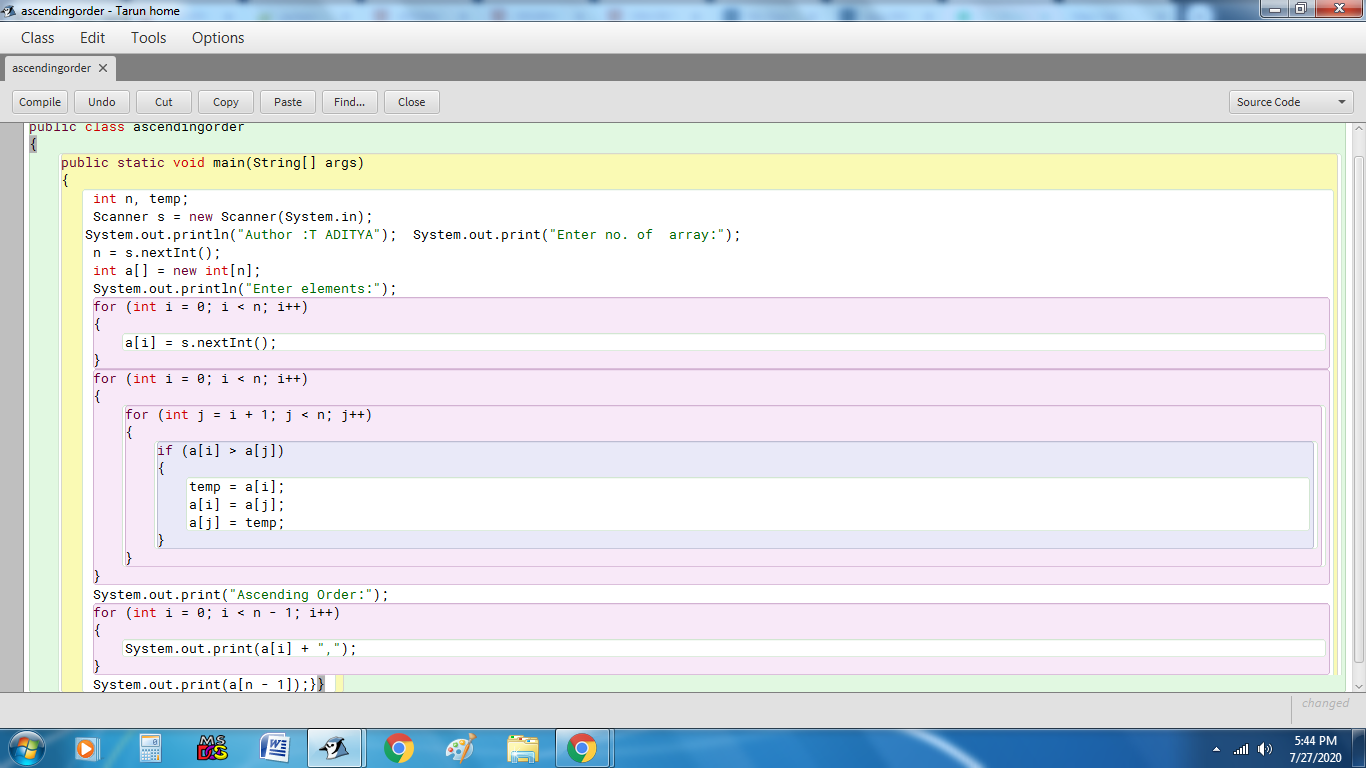 ascendingorder - Tarun home
Class Edit Tools Options
ascendingorder
Compile Undo Cut Copy Paste Find... Close Source Code
public class ascendingorder
{
public static void main(String[] args)
{
int n, temp;
Scanner s = new Scanner(System.in);
System.out.println("Author :T ADITYA");  System.out.print("Enter no. of  array:");
n = s.nextInt();
int a[] = new int[n];
System.out.println("Enter elements:");
for (int i = 0; i < n; i++)
{
a[i] = s.nextInt();
}
for (int i = 0; i < n; i++)
{
for (int j = i + 1; j < n; j++)
{
if (a[i] > a[j])
{
temp = a[i];
a[i] = a[j];
a[j] = temp;
}
}
}
System.out.print("Ascending Order:");
for (int i = 0; i < n - 1; i++)
{
System.out.print(a[i] + ",");
}
System.out.print(a[n - 1]);}}
changed
MS DOS
W
5:44 PM
7/27/2020